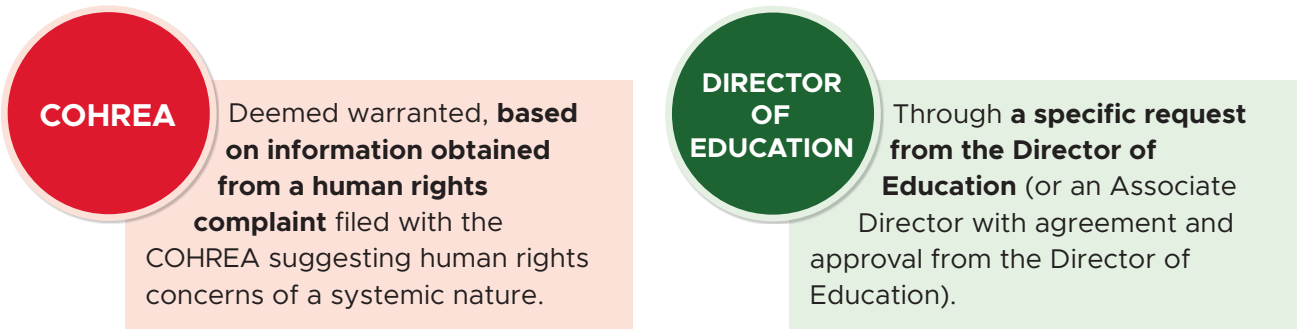 COHREA
Deemed warranted, based
on information obtained
from a human rights
complaint filed with the
COHREA suggesting human rights
concerns of a systemic nature.
DIRECTOR
OF
EDUCATION
Through a specific request
from the Director of
Education (or an Associate
Director with agreement and
approval from the Director of
Education).